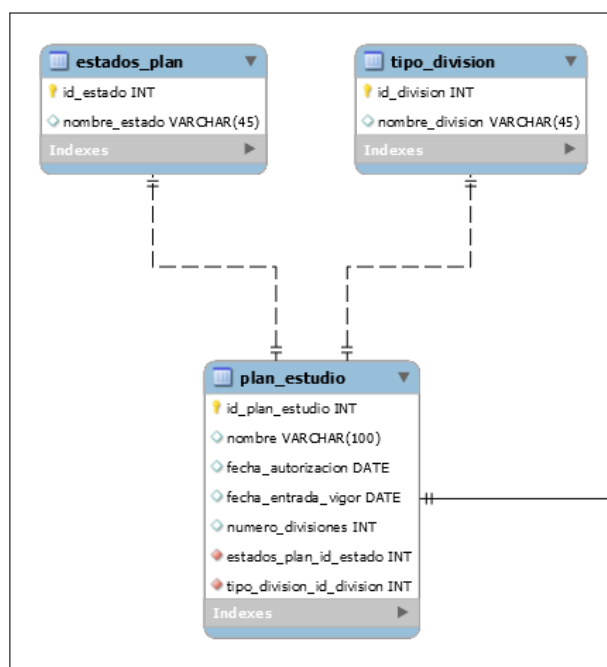 estados_plan
id_estado INT
nombre_estado VARCHAR(45)
Indexes
tipo_division
id_division INT
nombre_division VARCHAR(45)
Indexes
plan_estudio
id_plan_estudio INT
nombre VARCHAR(100)
fecha_autorizacion DATE
fecha_entrada_vigor DATE
numero_divisiones INT
estados_plan_id_estado INT
tipo_division_id_division INT
Indexes